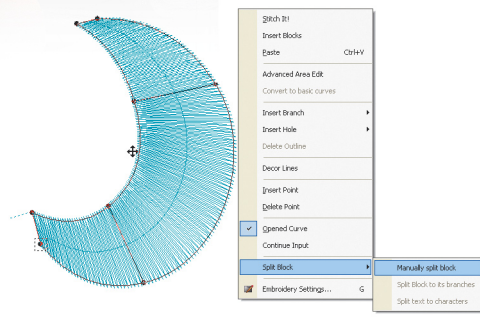 Stitch It!
Insert Blocks
Paste Ctrl+V
Advanced Area Edit
Convert to basic curves
Insert Branch
Insert Hole
Delete Outline
Decor Lines
Insert Point
Delete Point
Opened Curve
Continue Input
Split Block
Manually split block
Embroidery Settings... G
Split Block to its branches
Split text to characters